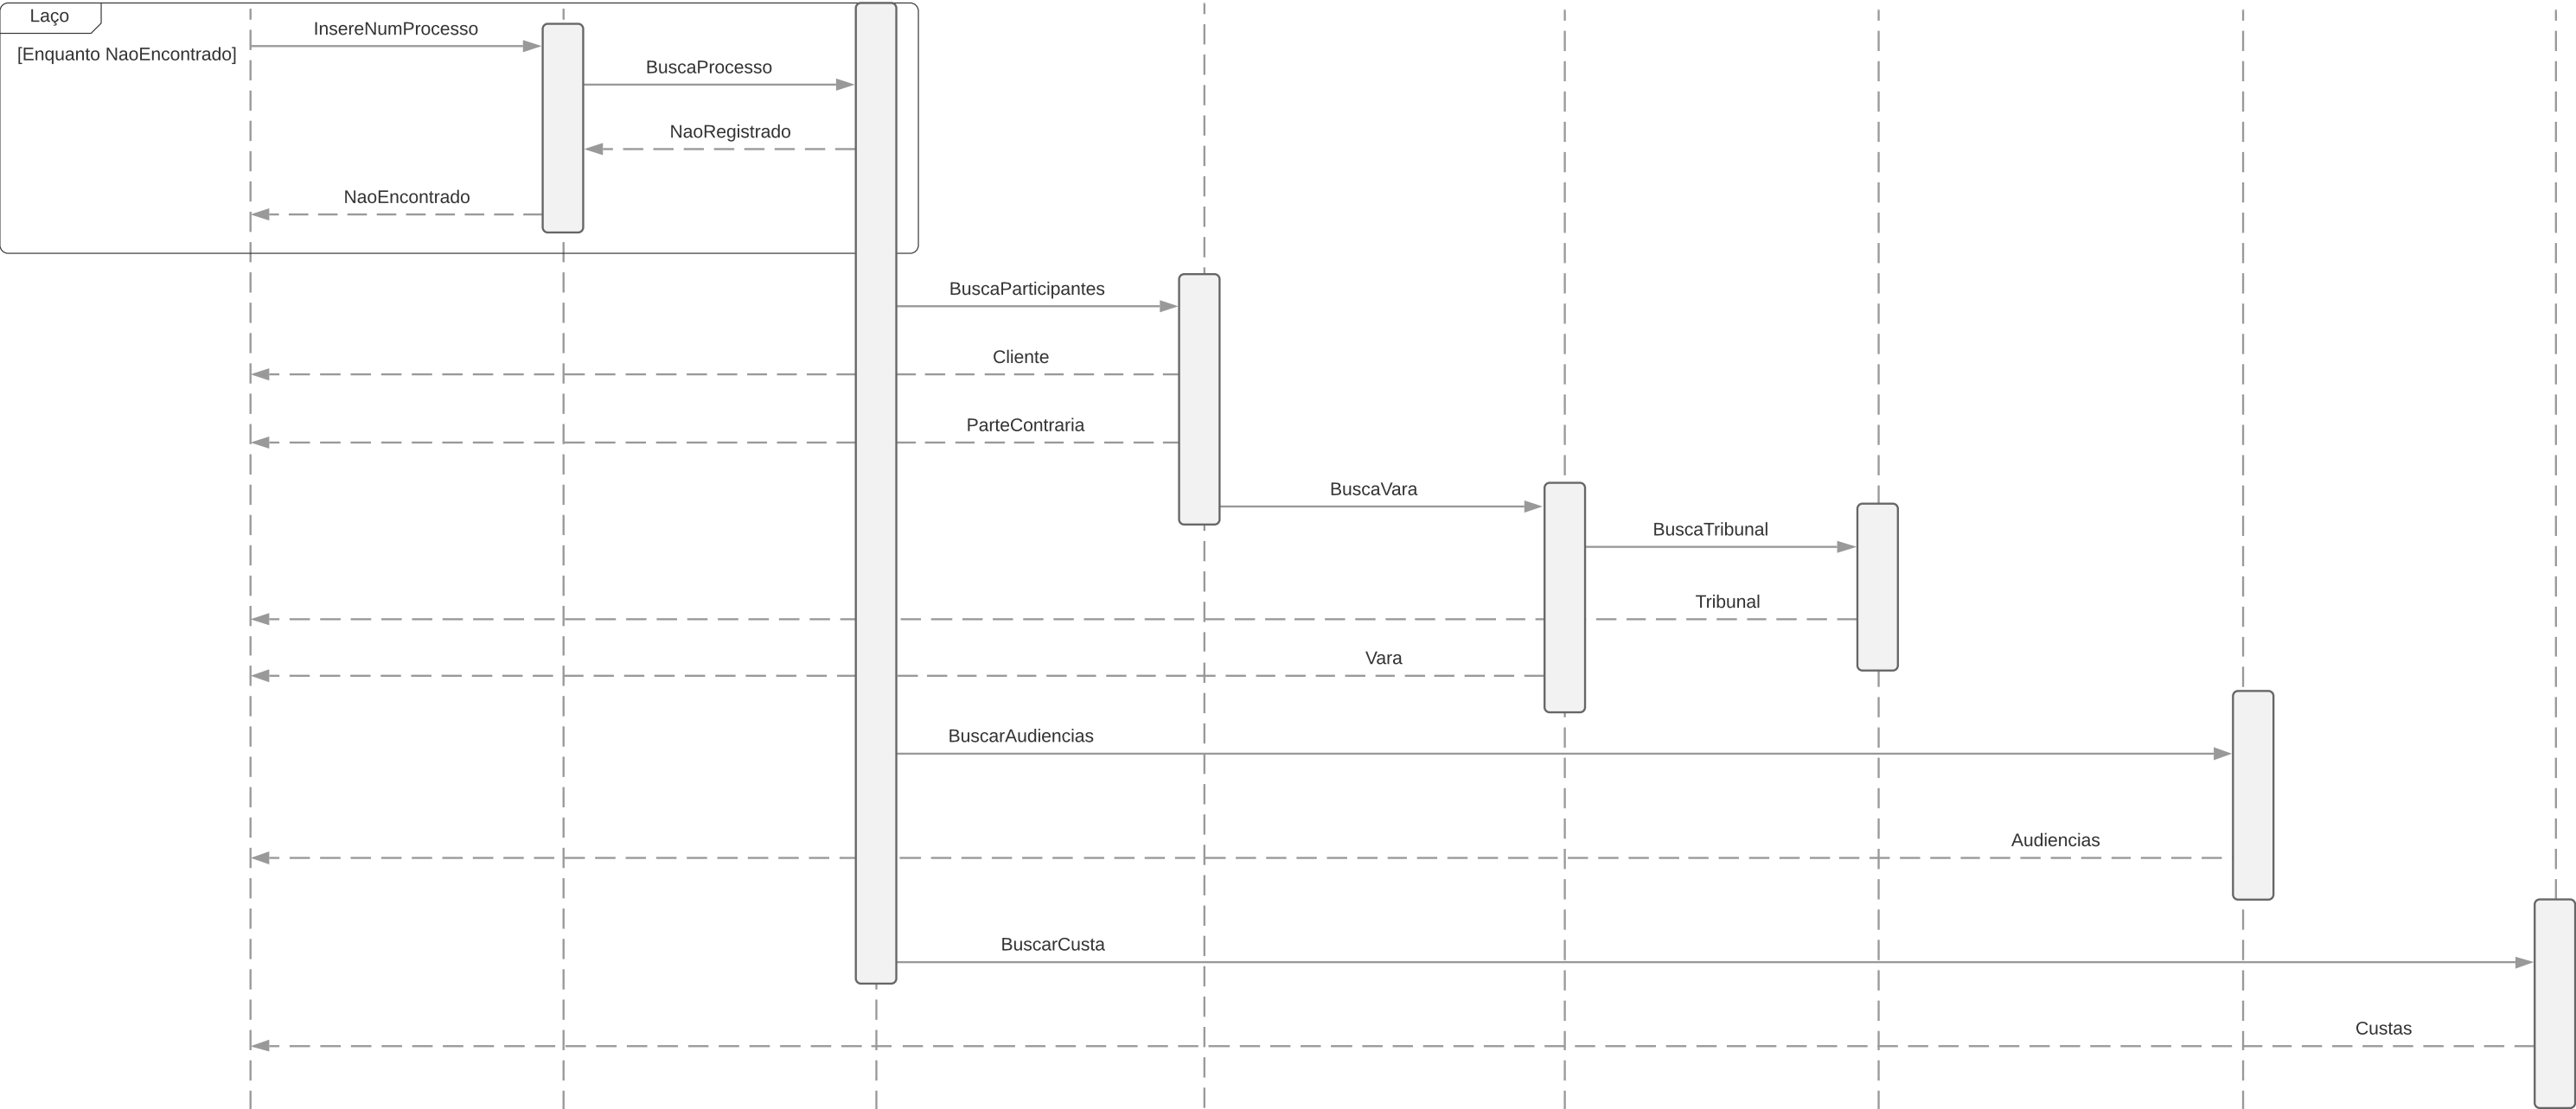 Laço
InsereNumProcesso
[Enquanto NaoEncontrado]
BuscaProcesso
NaoRegistrado
NaoEncontrado
BuscaParticipantes
Cliente
ParteContraria
BuscaVara
BuscaTribunal
Tribunal
Vara
BuscarAudiencias
Audiencias
BuscarCusta
Custas